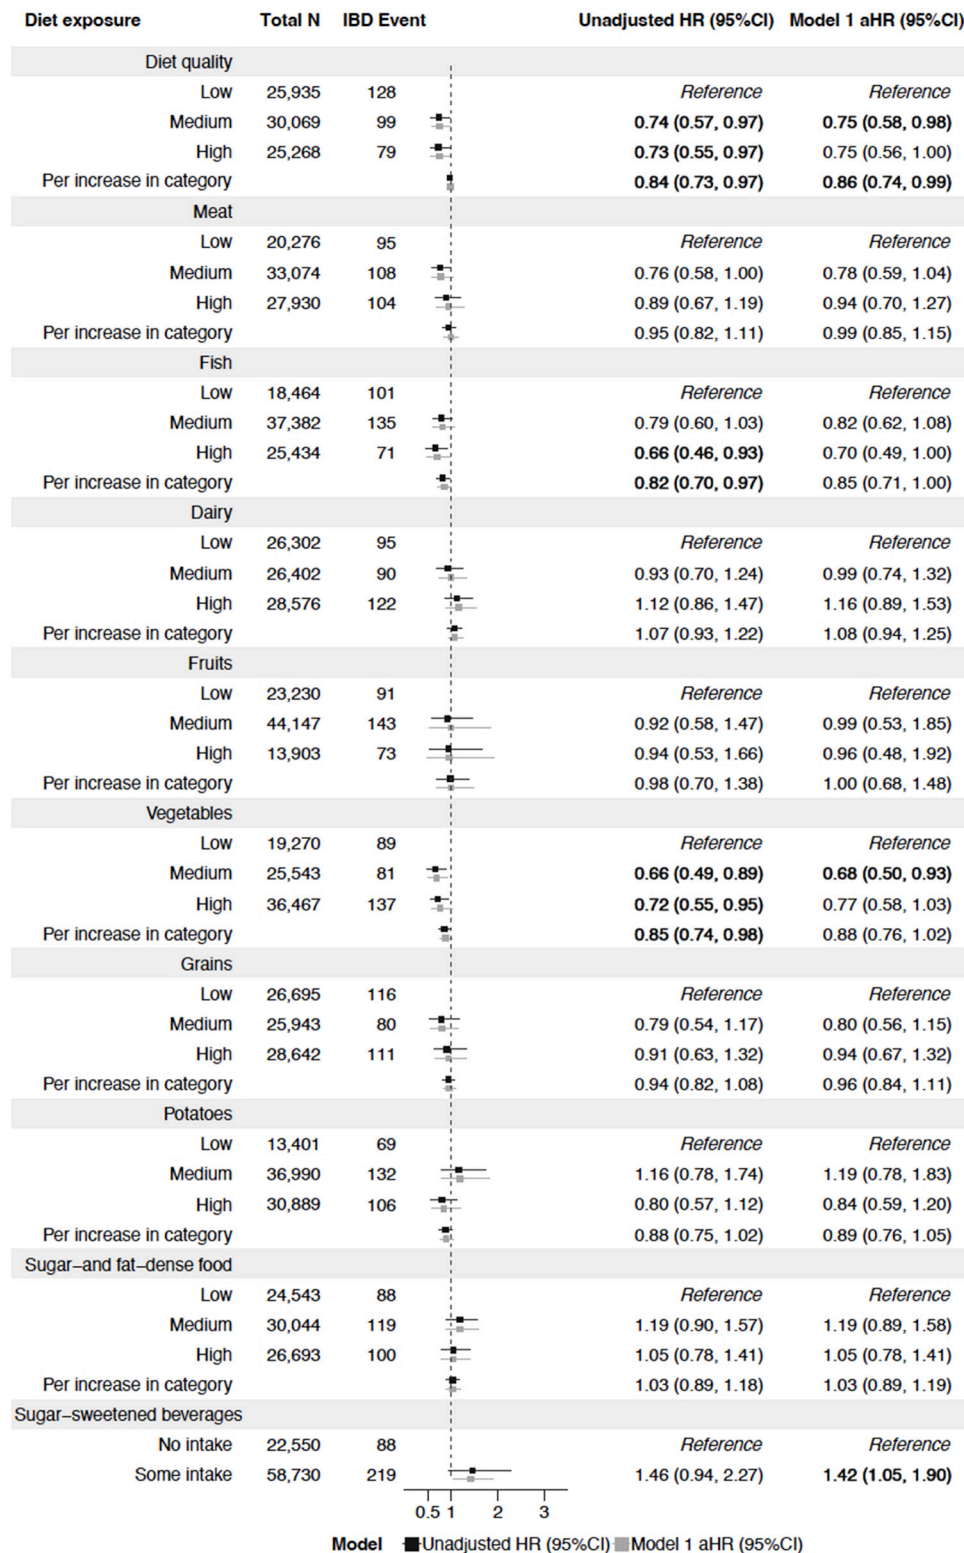 Diet exposure Total N IBD Event Unadjusted HR (95%CI) Model 1 aHR (95%CI)
Diet quality
Low 25,935 128 Reference Reference
Medium 30,069 99 0.74 (0.57, 0.97) 0.75 (0.58, 0.98)
High 25,268 79 0.73 (0.55, 0.97) 0.75 (0.56, 1.00)
Per increase in category 0.84 (0.73, 0.97) 0.86 (0.74, 0.99)
Meat
Low 20,276 95 Reference Reference
Medium 33,074 108 0.76 (0.58, 1.00) 0.78 (0.59, 1.04)
High 27,930 104 0.89 (0.67, 1.19) 0.94 (0.70, 1.27)
Per increase in category 0.95 (0.82, 1.11) 0.99 (0.85, 1.15)
Fish
Low 18,464 101 Reference Reference
Medium 37,382 135 0.79 (0.60, 1.03) 0.82 (0.62, 1.08)
High 25,434 71 0.66 (0.46, 0.93) 0.70 (0.49, 1.00)
Per increase in category 0.82 (0.70, 0.97) 0.85 (0.71, 1.00)
Dairy
Low 26,302 95 Reference Reference
Medium 26,402 90 0.93 (0.70, 1.24) 0.99 (0.74, 1.32)
High 28,576 122 1.12 (0.86, 1.47) 1.16 (0.89, 1.53)
Per increase in category 1.07 (0.93, 1.22) 1.08 (0.94, 1.25)
Fruits
Low 23,230 91 Reference Reference
Medium 44,147 143 0.92 (0.58, 1.47) 0.99 (0.53, 1.85)
High 13,903 73 0.94 (0.53, 1.66) 0.96 (0.48, 1.92)
Per increase in category 0.98 (0.70, 1.38) 1.00 (0.68, 1.48)
Vegetables
Low 19,270 89 Reference Reference
Medium 25,543 81 0.66 (0.49, 0.89) 0.68 (0.50, 0.93)
High 36,467 137 0.72 (0.55, 0.95) 0.77 (0.58, 1.03)
Per increase in category 0.85 (0.74, 0.98) 0.88 (0.76, 1.02)
Grains
Low 26,695 116 Reference Reference
Medium 25,943 80 0.79 (0.54, 1.17) 0.80 (0.56, 1.15)
High 28,642 111 0.91 (0.63, 1.32) 0.94 (0.67, 1.32)
Per increase in category 0.94 (0.82, 1.08) 0.96 (0.84, 1.11)
Potatoes
Low 13,401 69 Reference Reference
Medium 36,990 132 1.16 (0.78, 1.74) 1.19 (0.78, 1.83)
High 30,889 106 0.80 (0.57, 1.12) 0.84 (0.59, 1.20)
Per increase in category 0.88 (0.75, 1.02) 0.89 (0.76, 1.05)
Sugar–and fat–dense food
Low 24,543 88 Reference Reference
Medium 30,044 119 1.19 (0.90, 1.57) 1.19 (0.89, 1.58)
High 26,693 100 1.05 (0.78, 1.41) 1.05 (0.78, 1.41)
Per increase in category 1.03 (0.89, 1.18) 1.03 (0.89, 1.19)
Sugar–sweetened beverages
No intake 22,550 88 Reference Reference
Some intake 58,730 219 1.46 (0.94, 2.27) 1.42 (1.05, 1.90)
0.5 1 2 3
Model Unadjusted HR (95%CI) Model 1 aHR (95%CI)